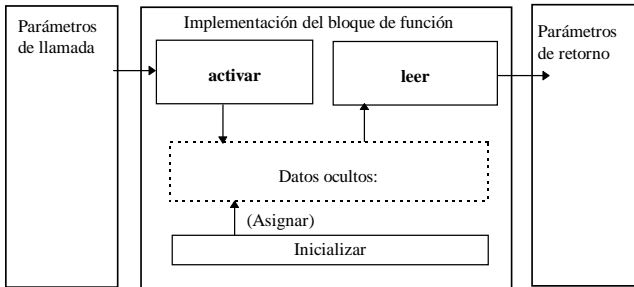 Parámetros
de llamada
Implementación del bloque de función
activar
leer
Datos ocultos:
(Asignar)
Inicializar
Parámetros
de retorno